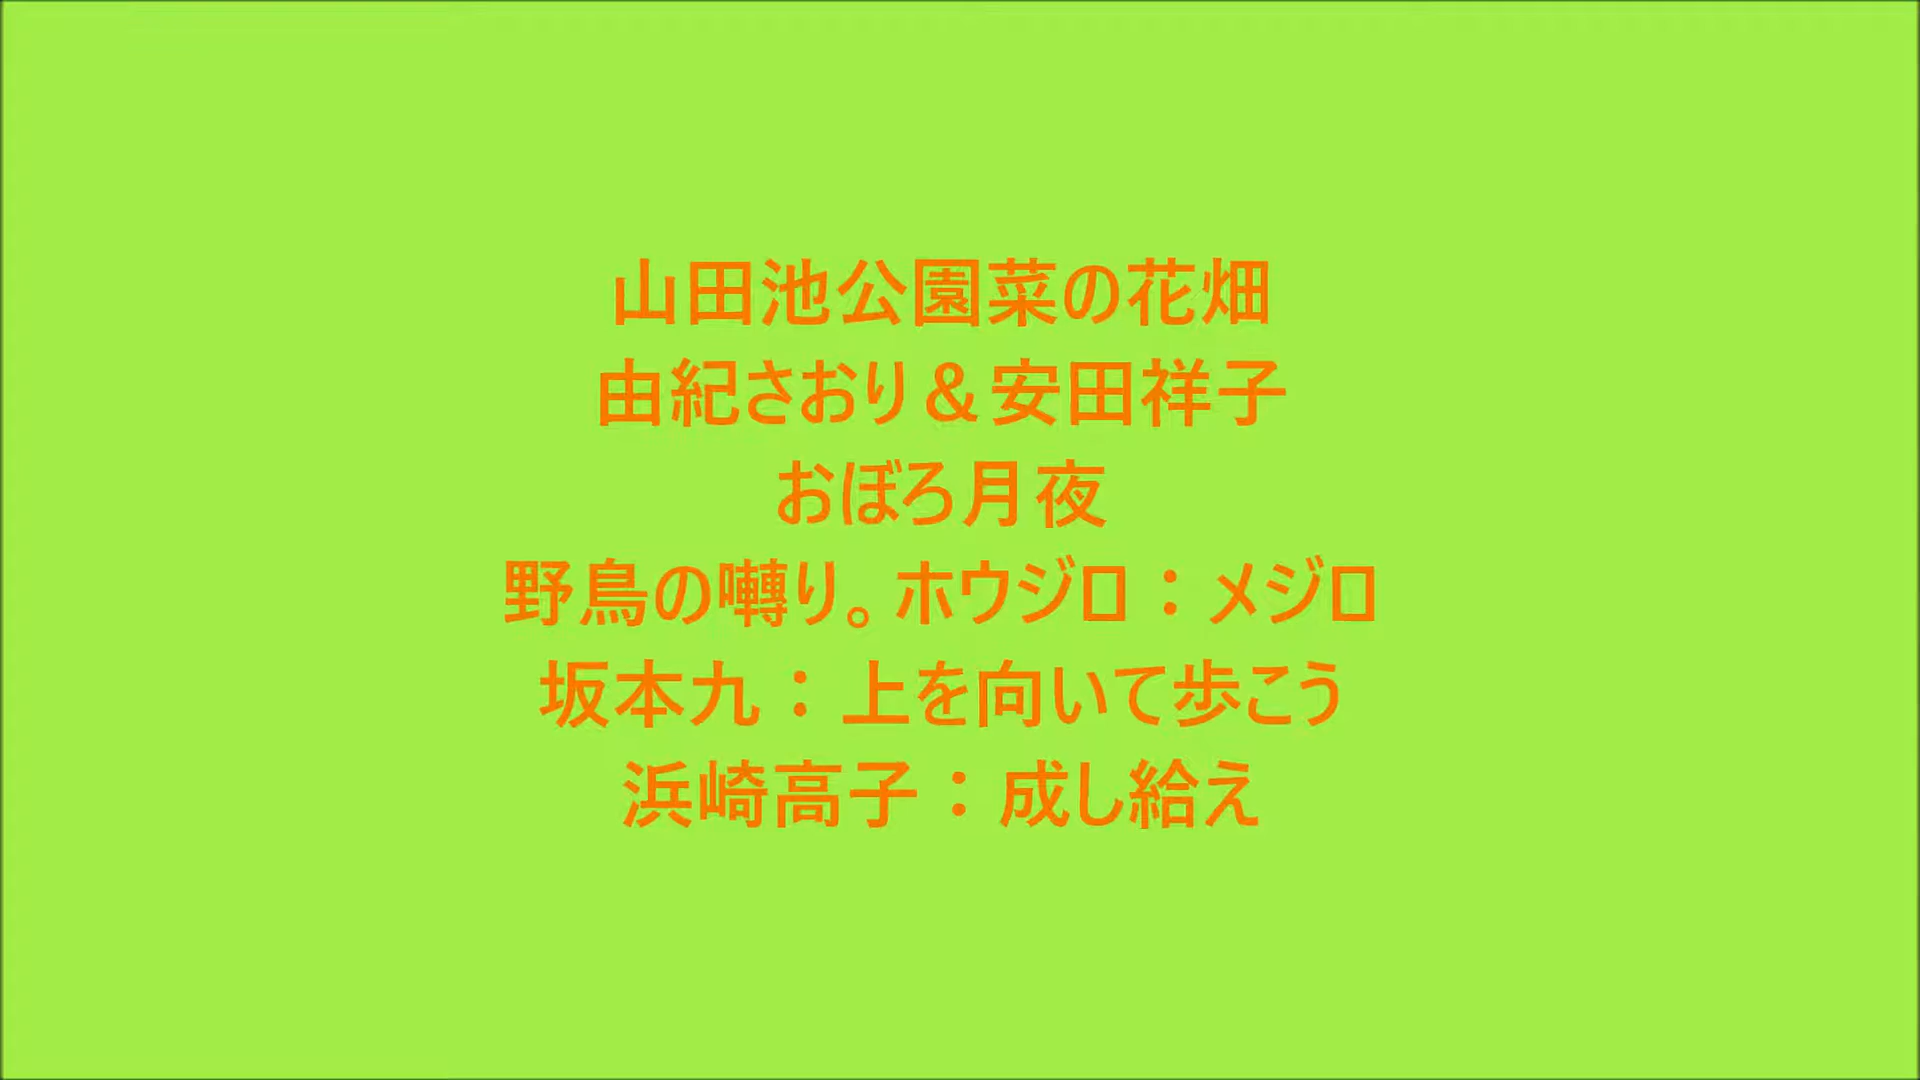 山田池公園菜の花畑
由紀さおり＆安田祥子
おぼろ月夜
野鳥の囀り。ホウジロ：メジロ
坂本九：上を向いて歩こう
浜崎高子：成し給え